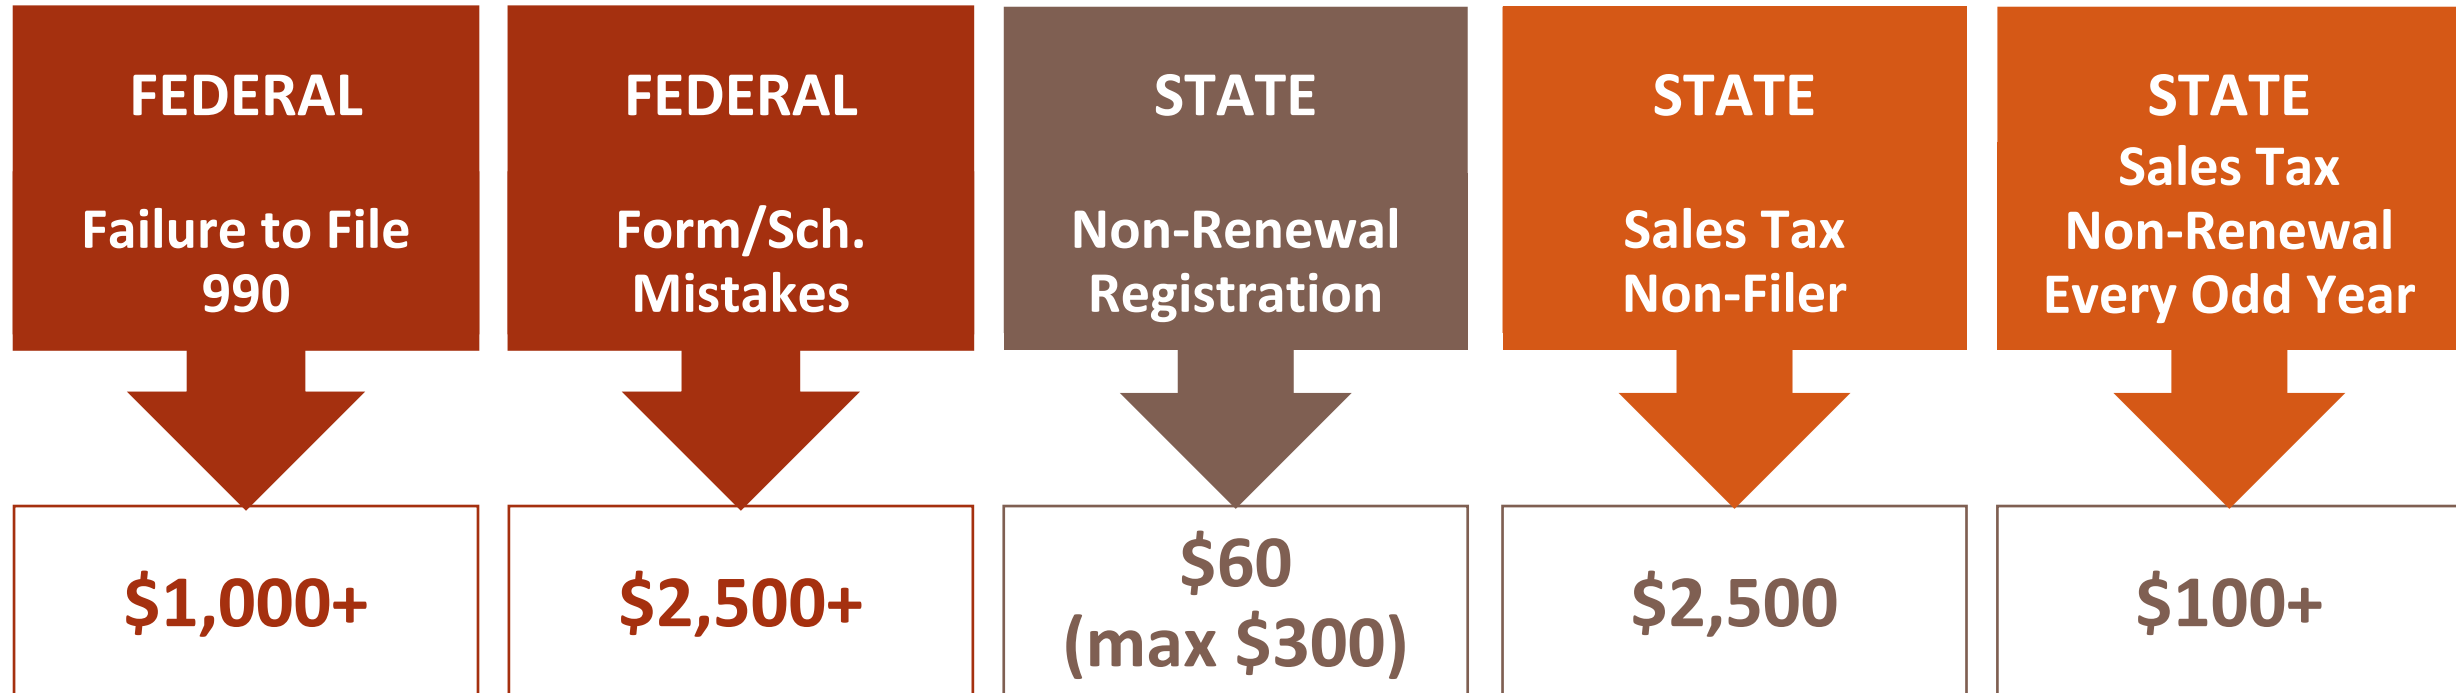 FEDERAL
Failure to File
990
$1,000+
FEDERAL
Form/Sch.
Mistakes
$2,500+
STATE
Non-Renewal
Registration
$60
(max $300)
STATE
Sales Tax
Non-Filer
$2,500
STATE
Sales Tax
Non-Renewal
Every Odd Year
$100+